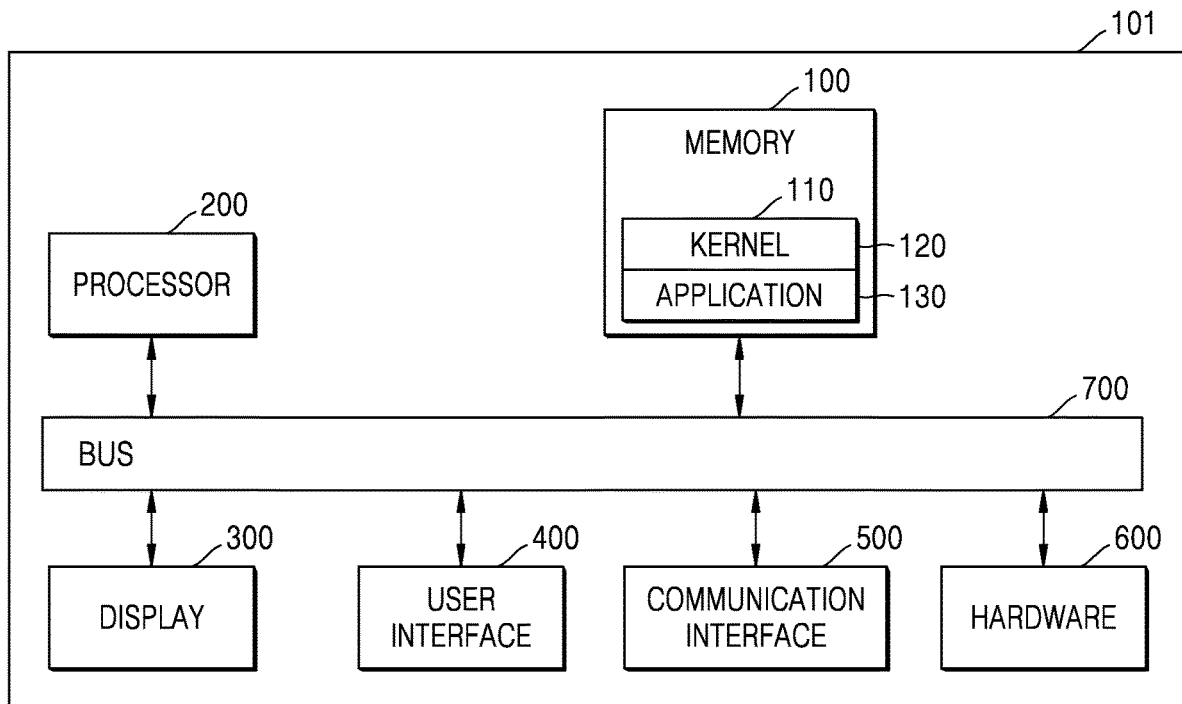 101
100
MEMORY
110
200
KERNEL
120
PROCESSOR
APPLICATION
130
700
BUS
300
400
500
600
DISPLAY
USER
INTERFACE
COMMUNICATION
INTERFACE
HARDWARE